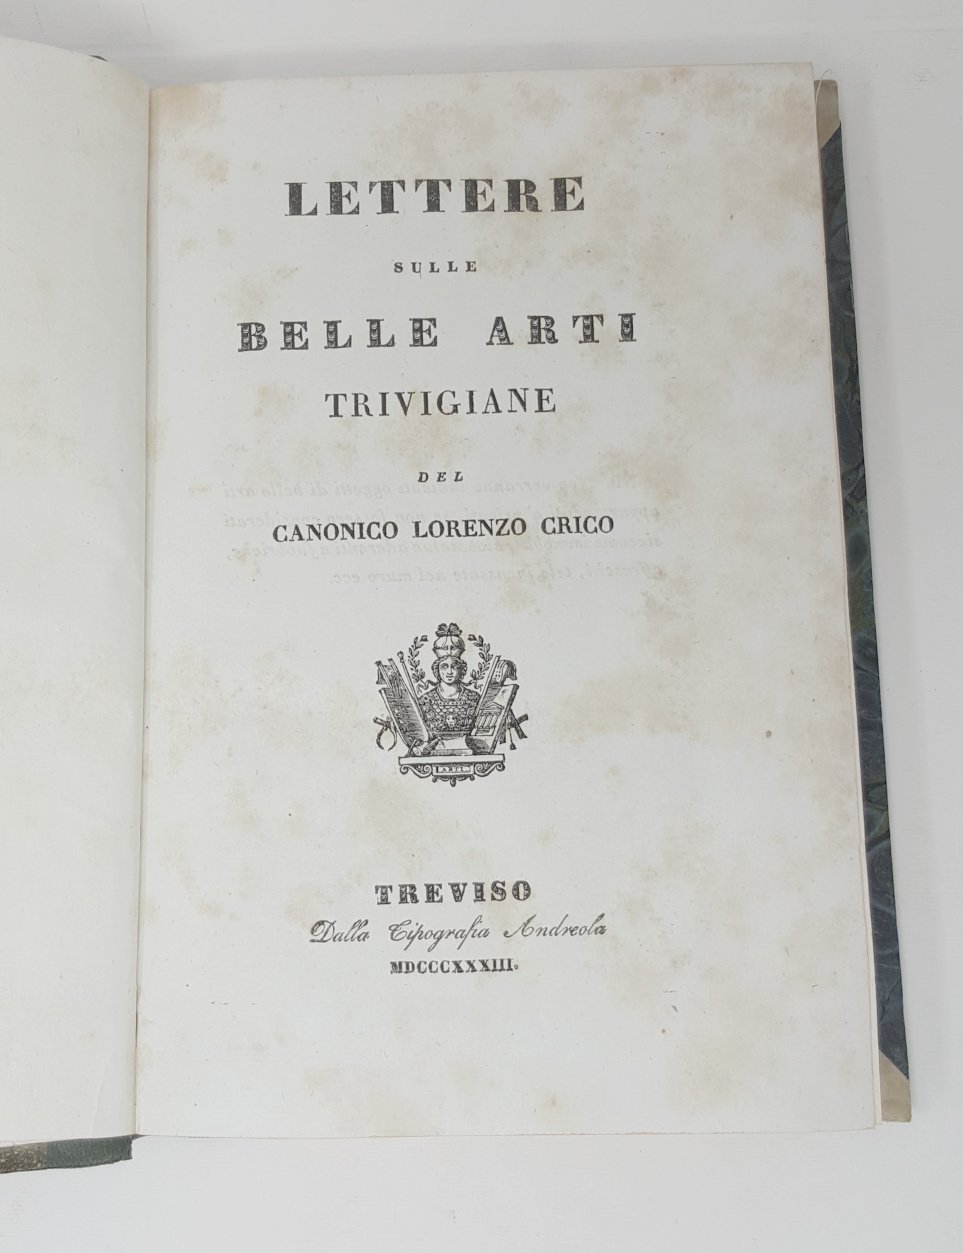 LETTERE
SULLE
BELLE ARTI
TRIVIGIANE
DEL
CANONICO LORENZO CRICO
TREVISO
Dalla Tipografia Andreola
MDCCCXXXIII.